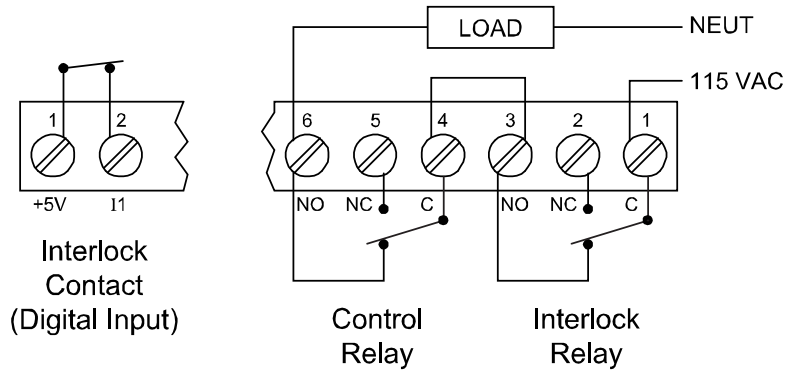 LOAD NEUT
115 VAC
1 2
6 5 4 3 2 1
+5V I1
NO NC C NO NC C
Interlock
Contact
(Digital Input)
Control
Relay
Interlock
Relay